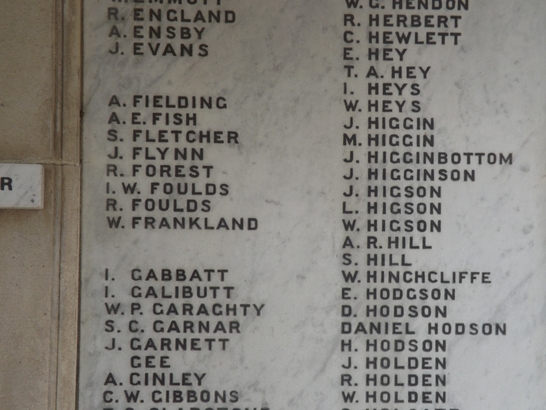 R. ENGLAND
A. ENSBY
J. EVANS
A. FIELDING
A. E. FISH
S. FLETCHER
J. FLYNN
R. FOREST
I. W. FOULDS
R. FOULDS
W. FRANKLAND
I. GABBATT
I. GALIBUTT
W. P. GARAGHTY
S. C. GARNAR
J. GARNETT
GEE
A. GINLEY
C. W. GIBBONS
W. G. HENDON
R. HERBERT
C. HEWLETT
E. HEY
T. A. HEY
I. HEYS
W. HEYS
J. HIGGIN
M. HIGGIN
J. HIGGINBOTTOM
J. HIGGINSON
J. HIGSON
L. HIGSON
W. HIGSON
A. R. HILL
S. HILL
W. HINCHCLIFFE
E. HODGSON
D. HODSON
DANIEL HODSON
H. HODSON
J. HOLDEN
R. HOLDEN
W. HOLDEN
R